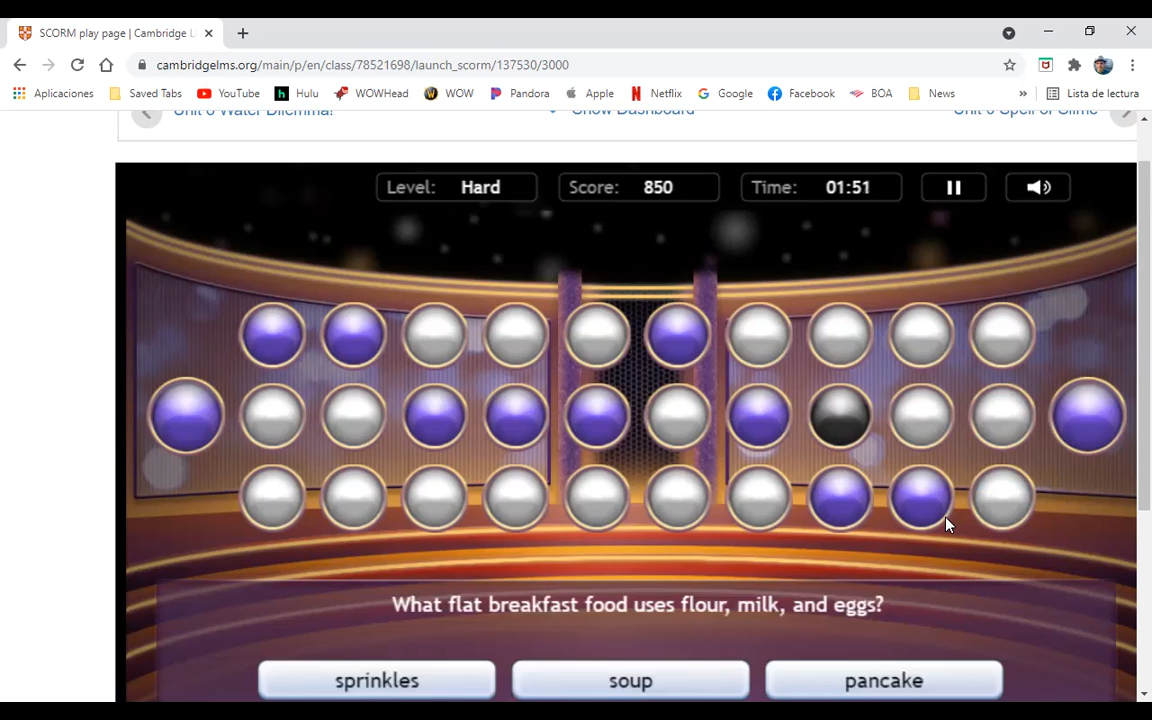 SCORM play page | Cambridge L
cambridgelms.org/main/p/en/class/78521698/launch_scorm/137530/3000
Aplicaciones Saved Tabs YouTube Hulu WOWHead WOW Pandora Apple Netflix Google Facebook BOA News » Lista de lectura
Unit 6 Water Dilemma! Show Dashboard Unit 6 Spell or Slime
Level: Hard Score: 850 Time: 01:51
What flat breakfast food uses flour, milk, and eggs?
sprinkles soup pancake